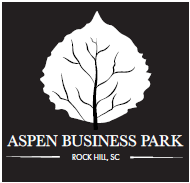 ASPEN BUSINESS PARK
ROCK HILL, SC